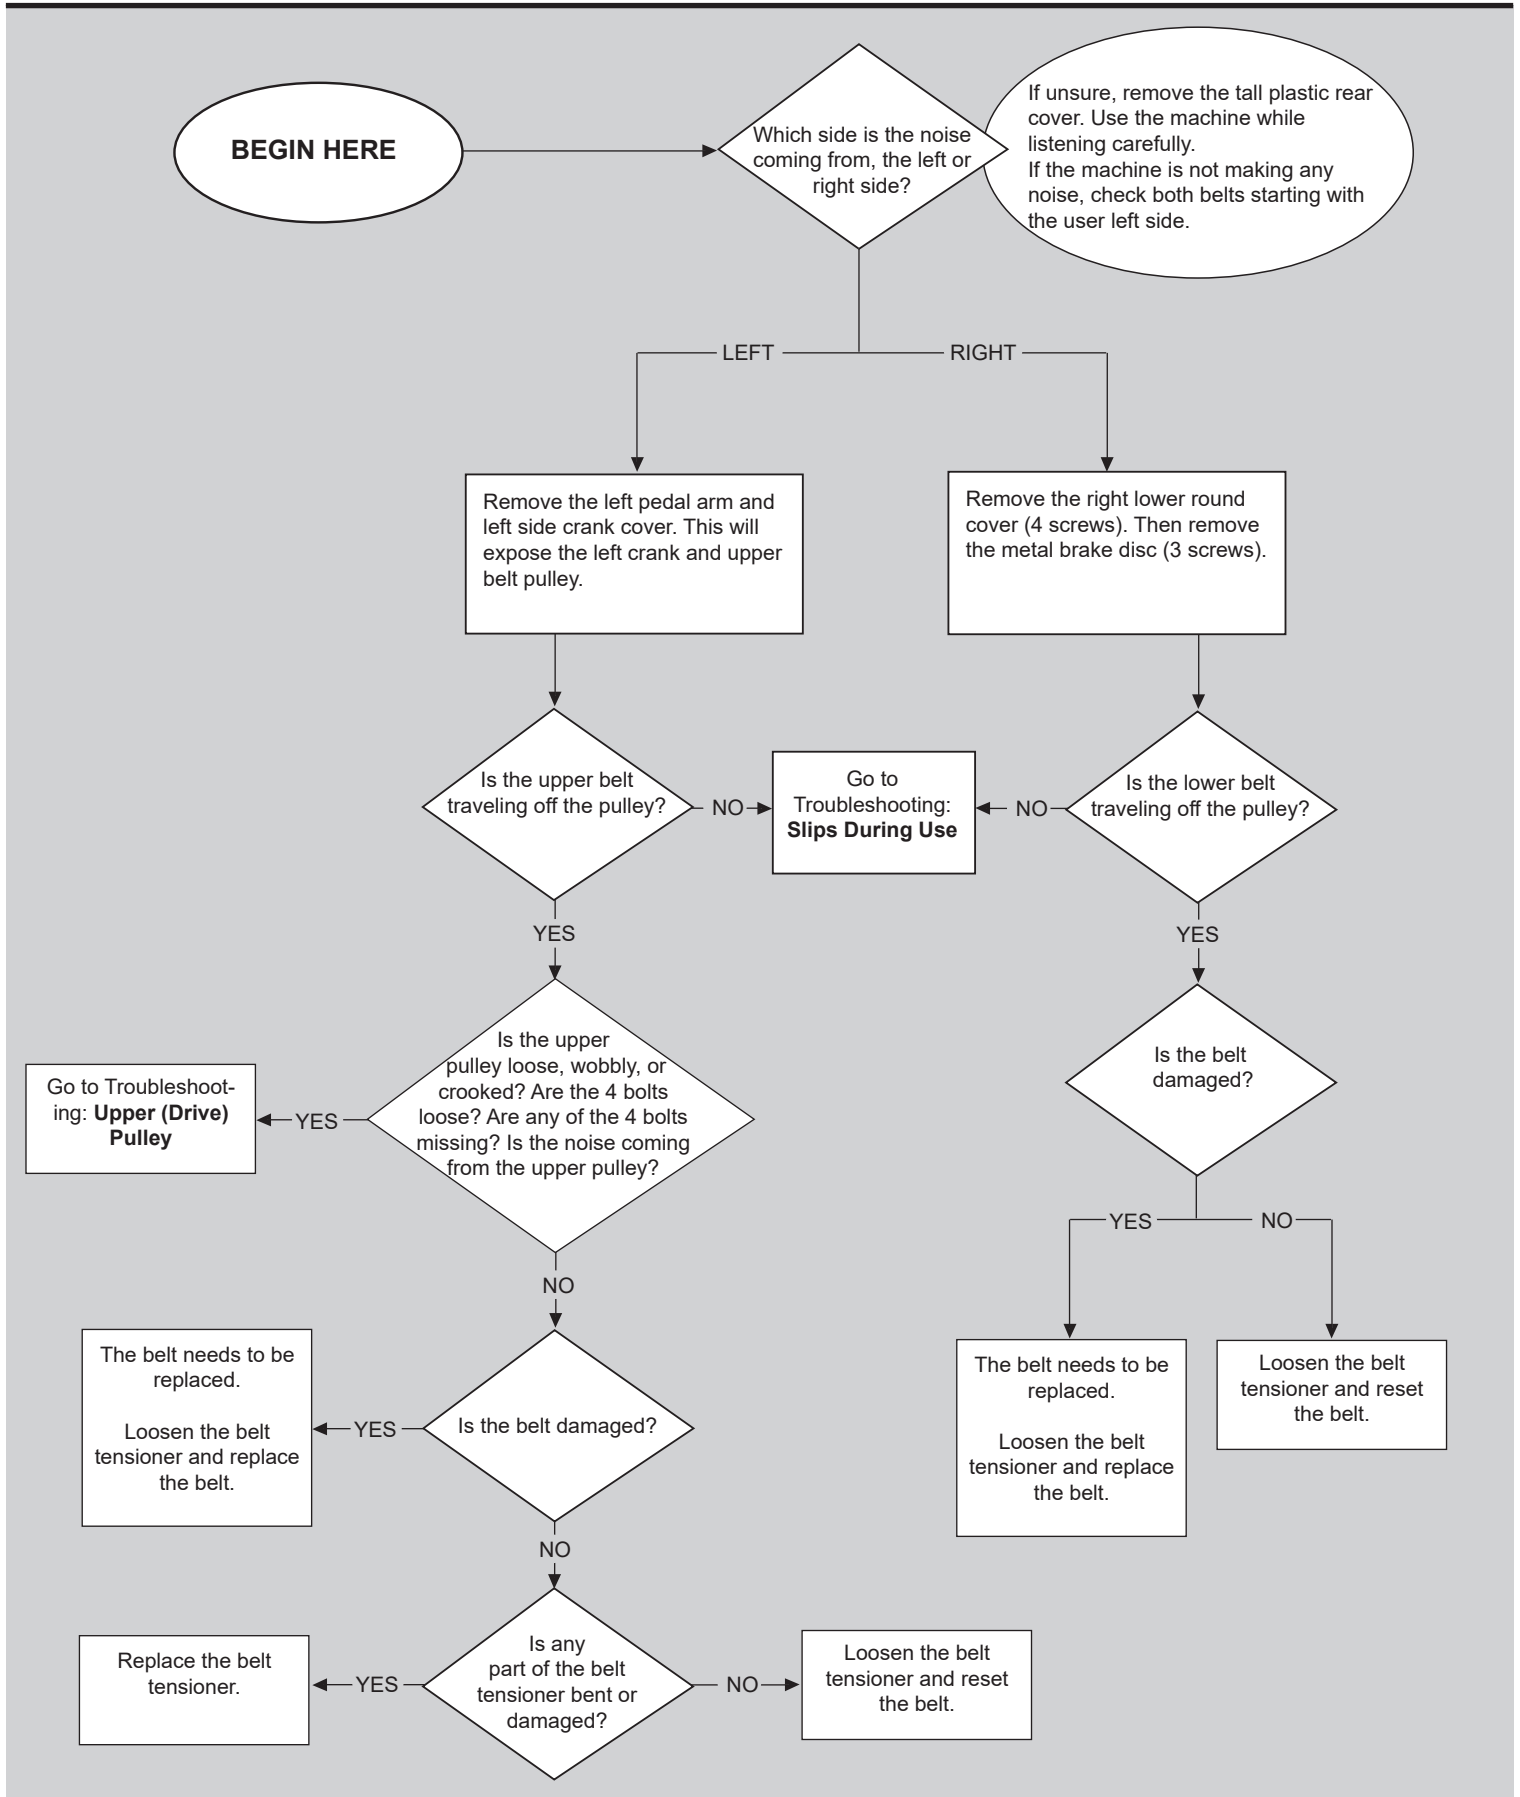 BEGIN HERE
Which side is the noise
coming from, the left or
right side?
If unsure, remove the tall plastic rear
cover. Use the machine while
listening carefully.
If the machine is not making any
noise, check both belts starting with
the user left side.
LEFT
RIGHT
Remove the left pedal arm and
left side crank cover. This will
expose the left crank and upper
belt pulley.
Remove the right lower round
cover (4 screws). Then remove
the metal brake disc (3 screws).
Is the upper belt
traveling off the pulley?
NO
Go to
Troubleshooting:
Slips During Use
NO
Is the lower belt
traveling off the pulley?
YES
YES
Is the upper
pulley loose, wobbly, or
crooked? Are the 4 bolts
loose? Are any of the 4 bolts
missing? Is the noise coming
from the upper pulley?
YES
Go to Troubleshoot-
ing: Upper (Drive)
Pulley
Is the belt
damaged?
YES
NO
NO
The belt needs to be
replaced.
Loosen the belt
tensioner and replace
the belt.
YES
Is the belt damaged?
The belt needs to be
replaced.
Loosen the belt
tensioner and replace
the belt.
Loosen the belt
tensioner and reset
the belt.
NO
Replace the belt
tensioner.
YES
Is any
part of the belt
tensioner bent or
damaged?
NO
Loosen the belt
tensioner and reset
the belt.